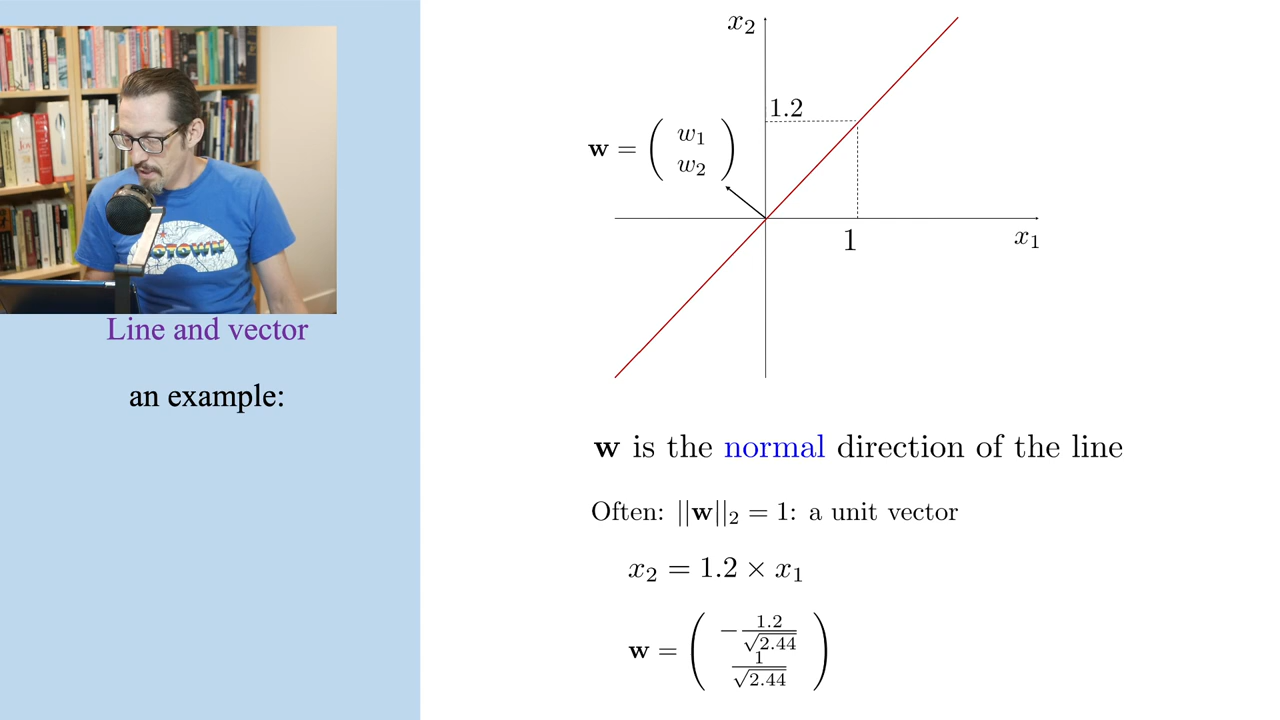 OTOWN
Line and vector
an example:
x₂
1.2
w = ( w₁
w₂ )
1
x₁
w is the normal direction of the line
Often: ||w||₂ = 1: a unit vector
x₂ = 1.2 × x₁
w = ( −1.2/√2.44
1/√2.44 )